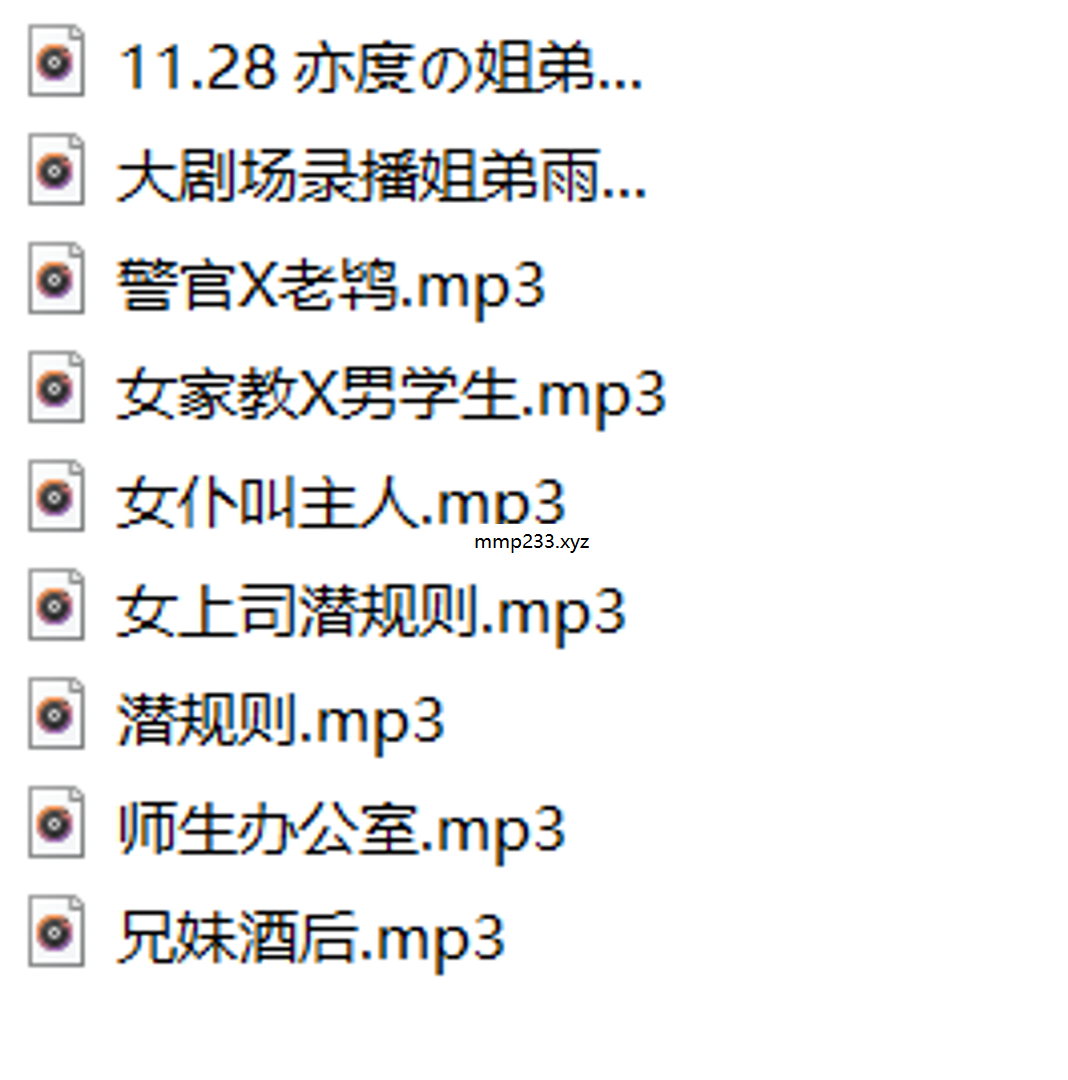 11.28 亦度の姐弟...
大剧场录播姐弟雨...
警官X老鸨.mp3
女家教X男学生.mp3
女仆叫主人.mp3
mmp233.xyz
女上司潜规则.mp3
潜规则.mp3
师生办公室.mp3
兄妹酒后.mp3